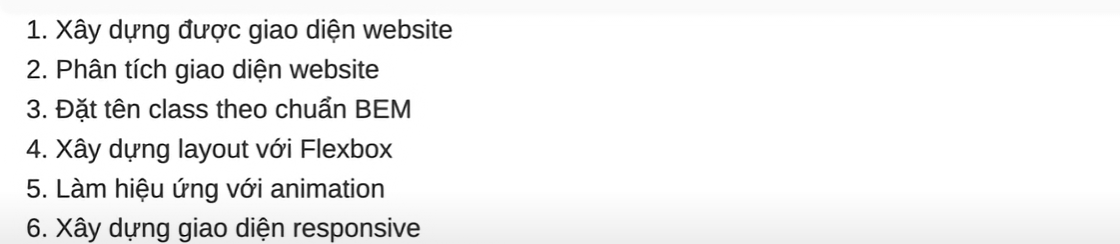 1. Xây dựng được giao diện website
2. Phân tích giao diện website
3. Đặt tên class theo chuẩn BEM
4. Xây dựng layout với Flexbox
5. Làm hiệu ứng với animation
6. Xây dựng giao diện responsive